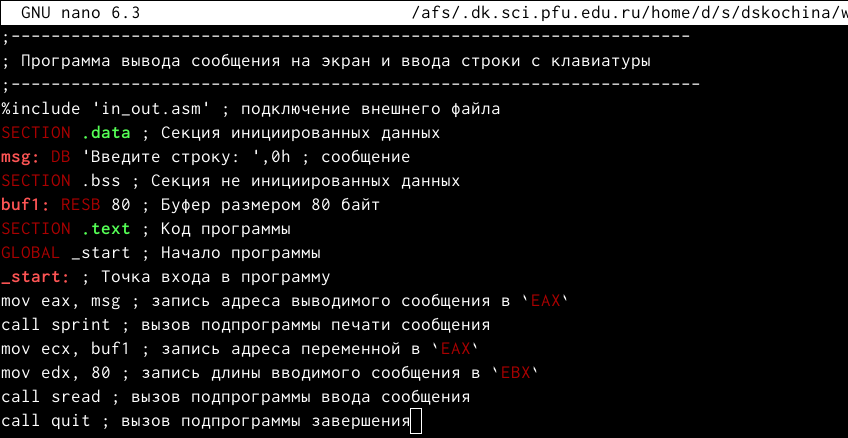 GNU nano 6.3 /afs/.dk.sci.pfu.edu.ru/home/d/s/dskochina/w
;--------------------------------------------------------------------
; Программа вывода сообщения на экран и ввода строки с клавиатуры
;---------------------------------------------------------------------
%include 'in_out.asm' ; подключение внешнего файла
SECTION .data ; Секция инициированных данных
msg: DB 'Введите строку: ',0h ; сообщение
SECTION .bss ; Секция не инициированных данных
buf1: RESB 80 ; Буфер размером 80 байт
SECTION .text ; Код программы
GLOBAL _start ; Начало программы
_start: ; Точка входа в программу
mov eax, msg ; запись адреса выводимого сообщения в `EAX`
call sprint ; вызов подпрограммы печати сообщения
mov ecx, buf1 ; запись адреса переменной в `EAX`
mov edx, 80 ; запись длины вводимого сообщения в `EBX`
call sread ; вызов подпрограммы ввода сообщения
call quit ; вызов подпрограммы завершения